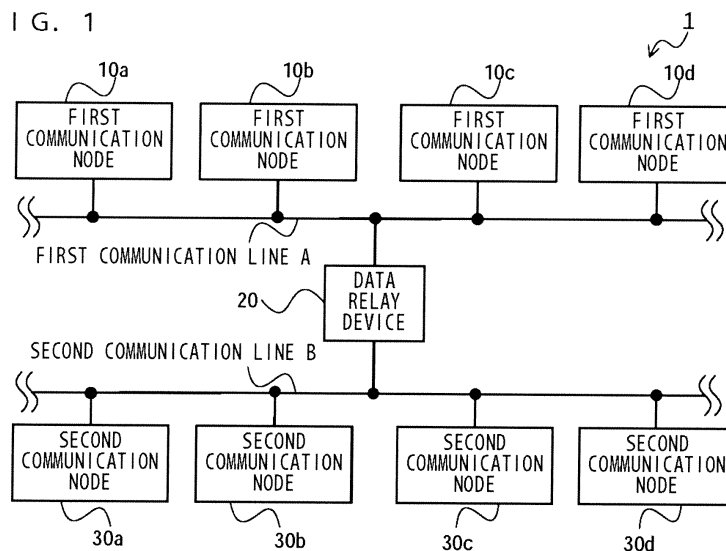 I G. 1
1
10a 10b 10c 10d
FIRST COMMUNICATION NODE
FIRST COMMUNICATION NODE
FIRST COMMUNICATION NODE
FIRST COMMUNICATION NODE
FIRST COMMUNICATION LINE A
20
DATA RELAY DEVICE
SECOND COMMUNICATION LINE B
SECOND COMMUNICATION NODE
SECOND COMMUNICATION NODE
SECOND COMMUNICATION NODE
SECOND COMMUNICATION NODE
30a 30b 30c 30d